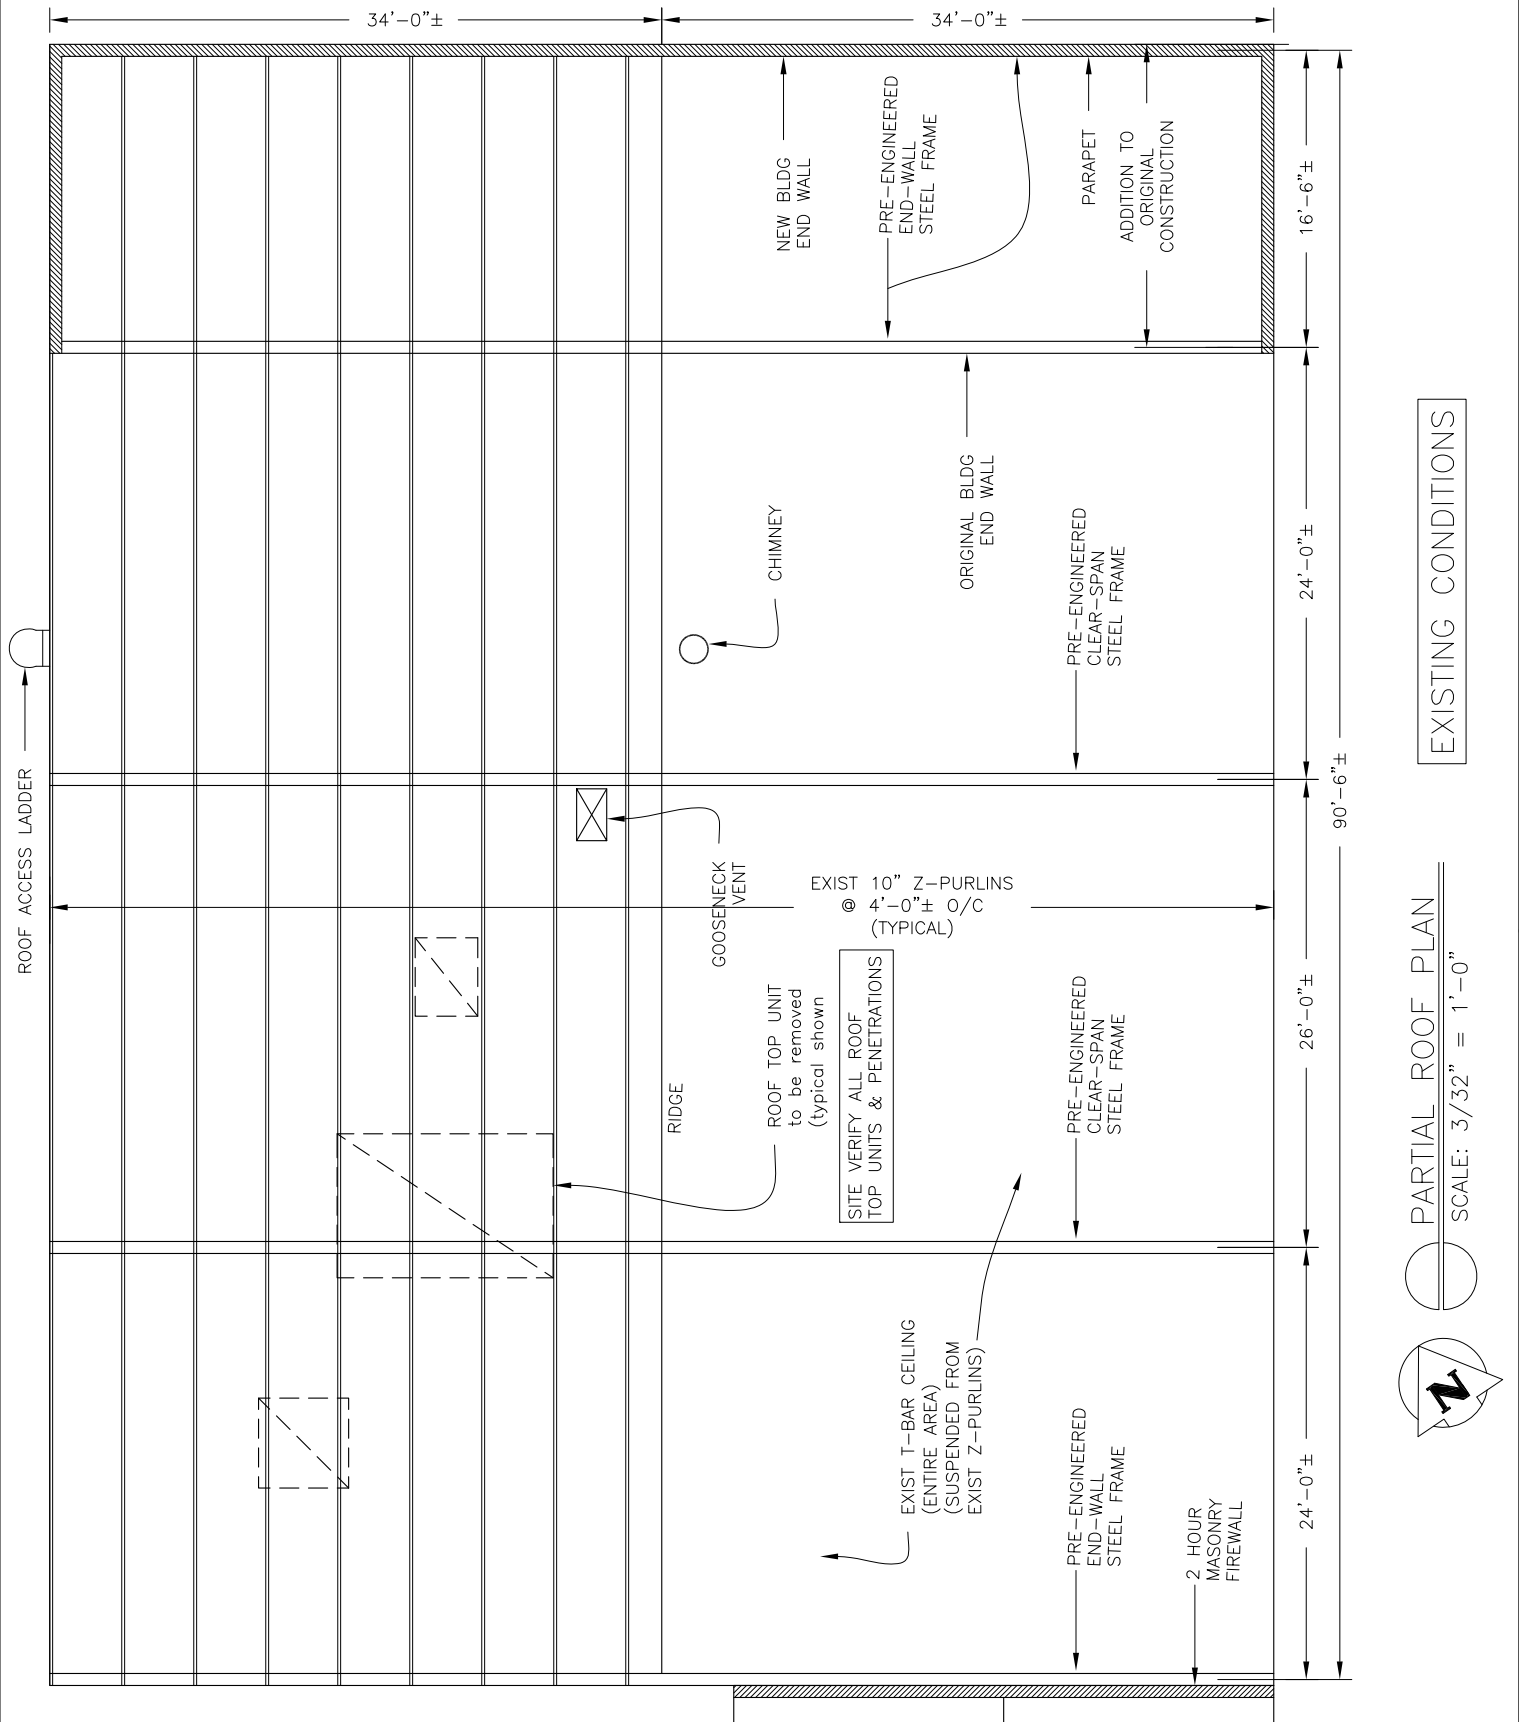 34'-0"±
34'-0"±
ROOF ACCESS LADDER
NEW BLDG
END WALL
PRE-ENGINEERED
END-WALL
STEEL FRAME
PARAPET
ADDITION TO
ORIGINAL
CONSTRUCTION
16'-6"±
ORIGINAL BLDG
END WALL
CHIMNEY
PRE-ENGINEERED
CLEAR-SPAN
STEEL FRAME
24'-0"±
90'-6"±
GOOSENECK
VENT
EXIST 10" Z-PURLINS
@ 4'-0"± O/C
(TYPICAL)
RIDGE
ROOF TOP UNIT
to be removed
(typical shown
SITE VERIFY ALL ROOF
TOP UNITS & PENETRATIONS
PRE-ENGINEERED
CLEAR-SPAN
STEEL FRAME
26'-0"±
EXIST T-BAR CEILING
(ENTIRE AREA)
(SUSPENDED FROM
EXIST Z-PURLINS)
PRE-ENGINEERED
END-WALL
STEEL FRAME
2 HOUR
MASONRY
FIREWALL
24'-0"±
EXISTING CONDITIONS
PARTIAL ROOF PLAN
SCALE: 3/32" = 1'-0"
N